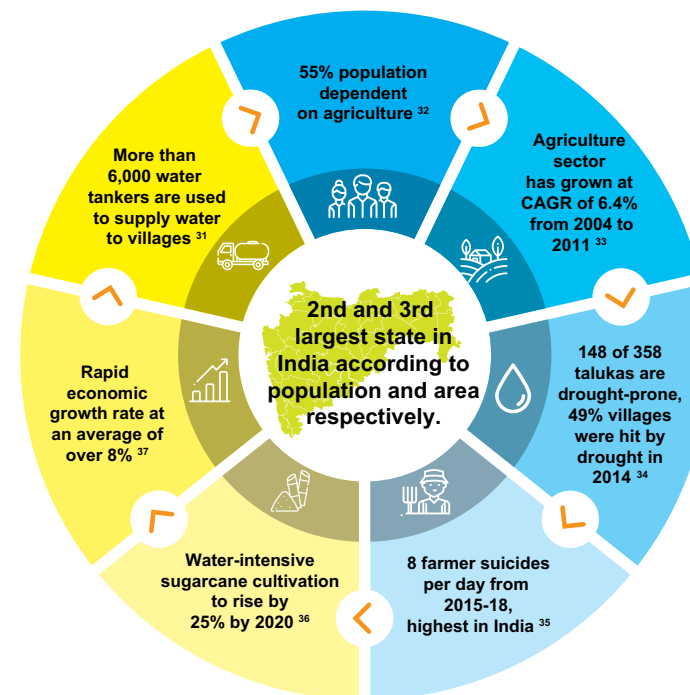 55% population
dependent
on agriculture 32
Agriculture
sector
has grown at
CAGR of 6.4%
from 2004 to
2011 33
148 of 358
talukas are
drought-prone,
49% villages
were hit by
drought in
2014 34
8 farmer suicides
per day from
2015-18,
highest in India 35
Water-intensive
sugarcane cultivation
to rise by
25% by 2020 36
Rapid
economic
growth rate at
an average of
over 8% 37
More than
6,000 water
tankers are used
to supply water
to villages 31
2nd and 3rd
largest state in
India according to
population and area
respectively.